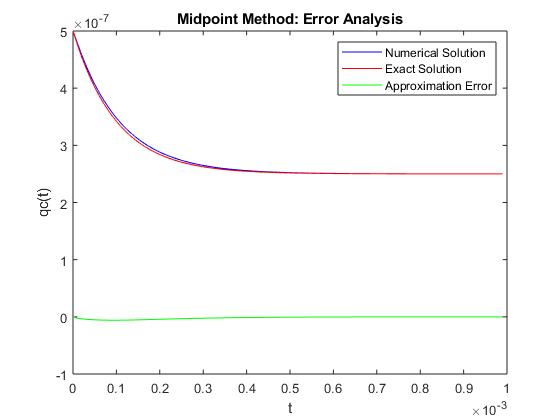 Midpoint Method: Error Analysis
×10⁻⁷
5
4
3
2
1
0
-1
qc(t)
Numerical Solution
Exact Solution
Approximation Error
0 0.1 0.2 0.3 0.4 0.5 0.6 0.7 0.8 0.9 1
t
×10⁻³